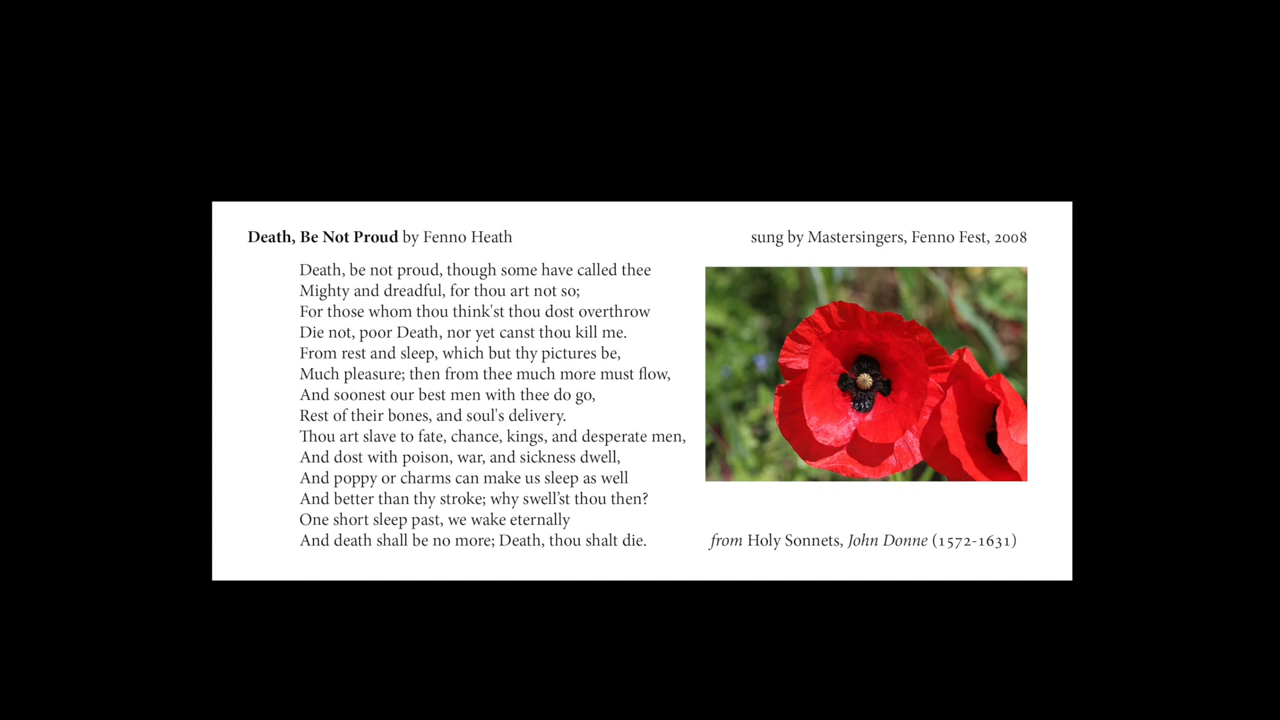 Death, Be Not Proud by Fenno Heath
sung by Mastersingers, Fenno Fest, 2008
Death, be not proud, though some have called thee
Mighty and dreadful, for thou art not so;
For those whom thou think'st thou dost overthrow
Die not, poor Death, nor yet canst thou kill me.
From rest and sleep, which but thy pictures be,
Much pleasure; then from thee much more must flow,
And soonest our best men with thee do go,
Rest of their bones, and soul's delivery.
Thou art slave to fate, chance, kings, and desperate men,
And dost with poison, war, and sickness dwell,
And poppy or charms can make us sleep as well
And better than thy stroke; why swell’st thou then?
One short sleep past, we wake eternally
And death shall be no more; Death, thou shalt die.
from Holy Sonnets, John Donne (1572-1631)